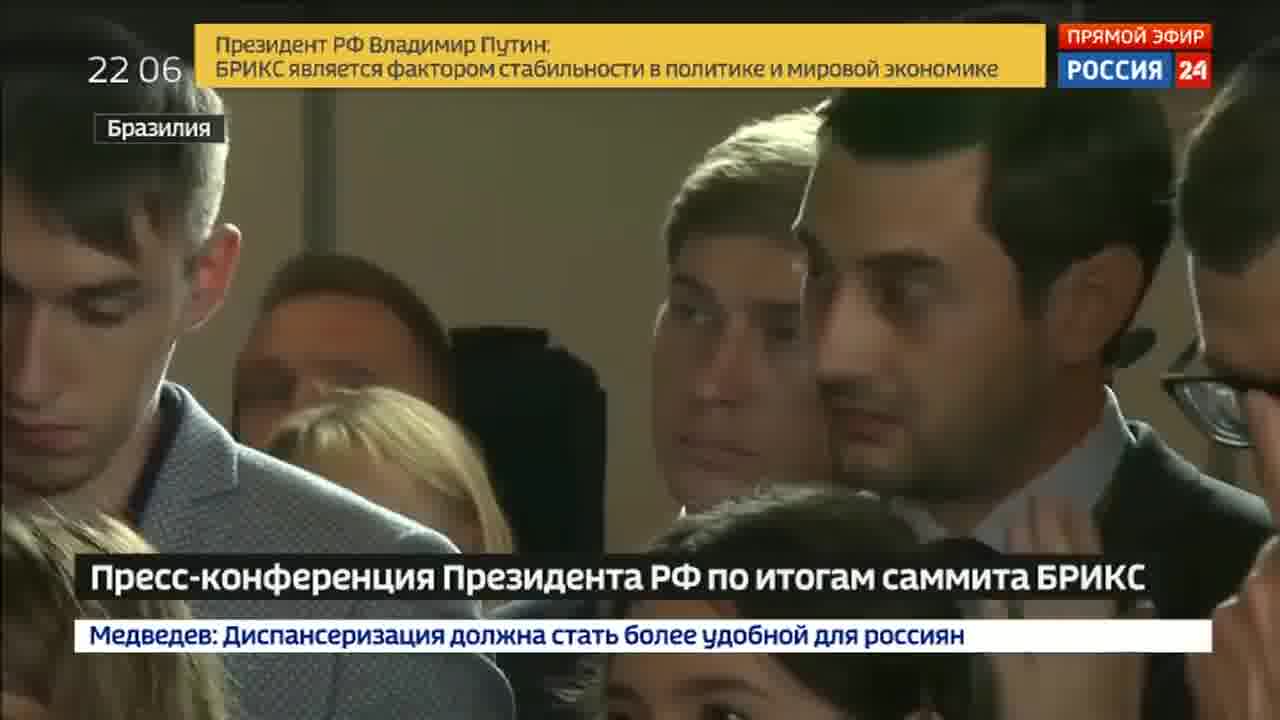 22 06
Президент РФ Владимир Путин:
БРИКС является фактором стабильности в политике и мировой экономике
ПРЯМОЙ ЭФИР
РОССИЯ 24
Бразилия
Пресс-конференция Президента РФ по итогам саммита БРИКС
Медведев: Диспансеризация должна стать более удобной для россиян